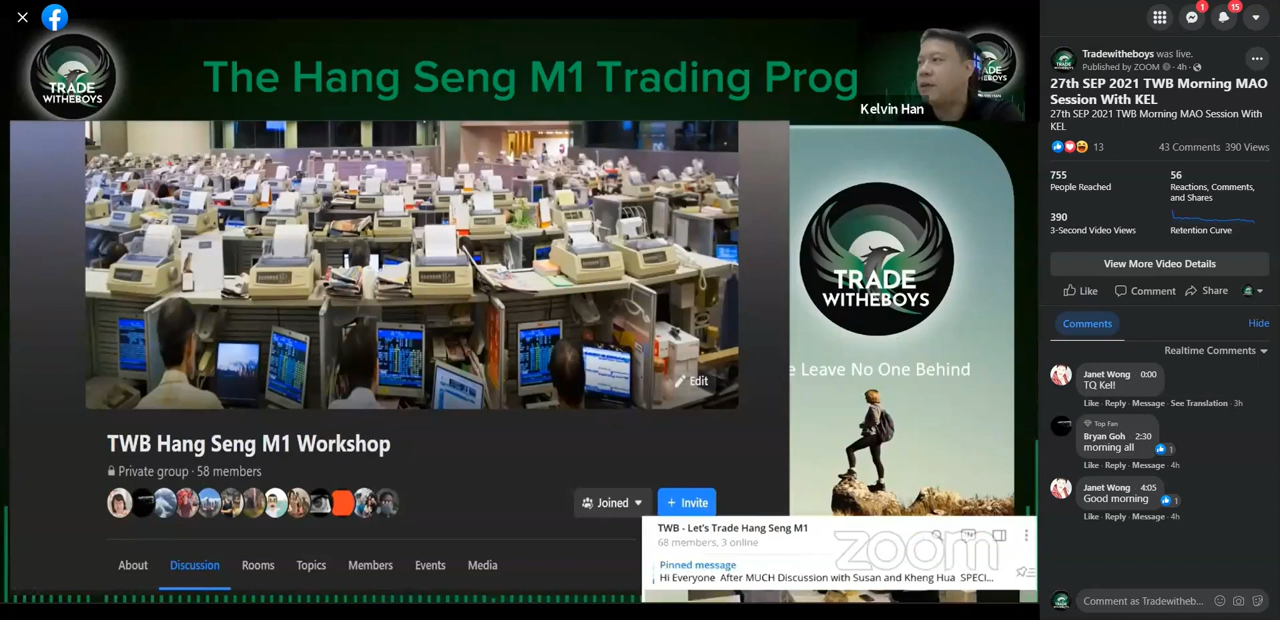 TRADE
WITHEBOYS
The Hang Seng M1 Trading Prog
Kelvin Han
Edit
TWB Hang Seng M1 Workshop
Private group · 58 members
Joined
+ Invite
About
Discussion
Rooms
Topics
Members
Events
Media
TRADE
WITHEBOYS
e Leave No One Behind
TWB - Let's Trade Hang Seng M1
68 members, 3 online
zoom
Pinned message
Hi Everyone After MUCH Discussion with Susan and Kheng Hua SPECI...
1
15
Tradewitheboys was live.
Published by ZOOM · 4h ·
27th SEP 2021 TWB Morning MAO
Session With KEL
27th SEP 2021 TWB Morning MAO Session With
KEL
13
43 Comments 390 Views
755
People Reached
56
Reactions, Comments,
and Shares
390
3-Second Video Views
Retention Curve
View More Video Details
Like
Comment
Share
Comments
Hide
Realtime Comments
Janet Wong 0:00
TQ Kel!
Like · Reply · Message · See Translation · 3h
Top Fan
Bryan Goh 2:30
morning all
1
Like · Reply · Message · 4h
Janet Wong 4:05
Good morning
1
Like · Reply · Message · 4h
Comment as Tradewitheb...